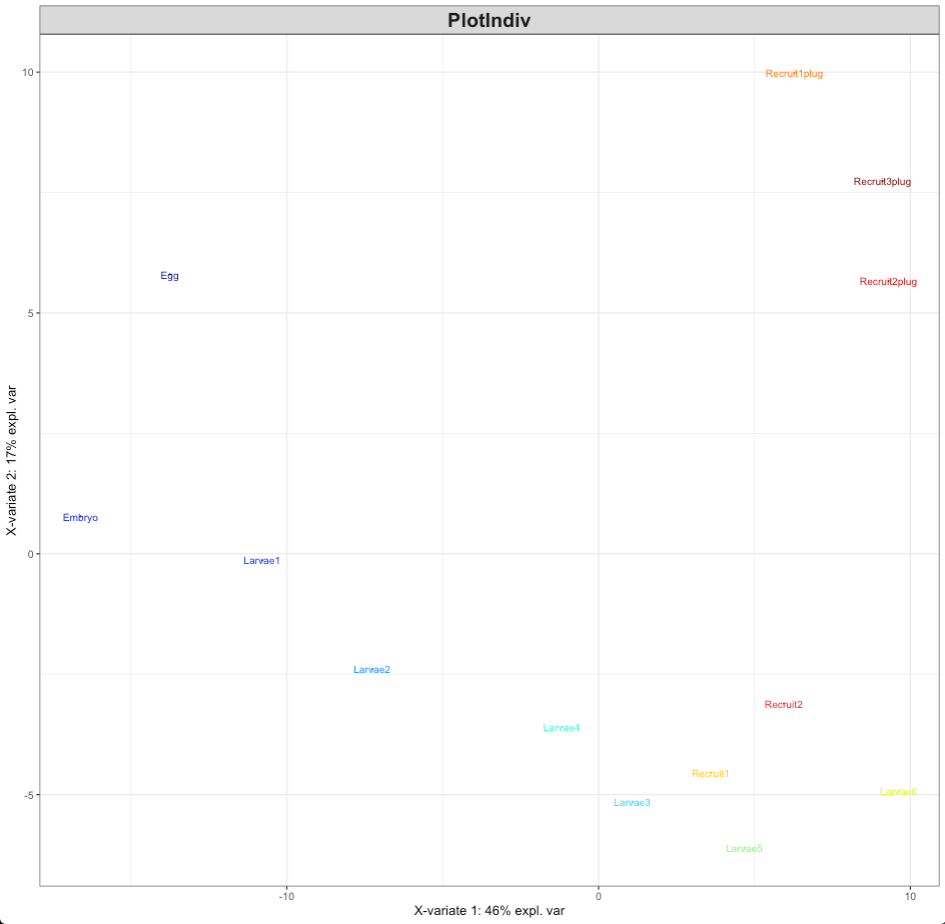 PlotIndiv
10
Recruit1plug
Recruit3plug
Egg
Recruit2plug
5
X-variate 2: 17% expl. var
Embryo
0
Larvae1
Larvae2
Recruit2
Larvae4
Recruit1
Larvae6
-5
Larvae3
Larvae5
-10
0
10
X-variate 1: 46% expl. var